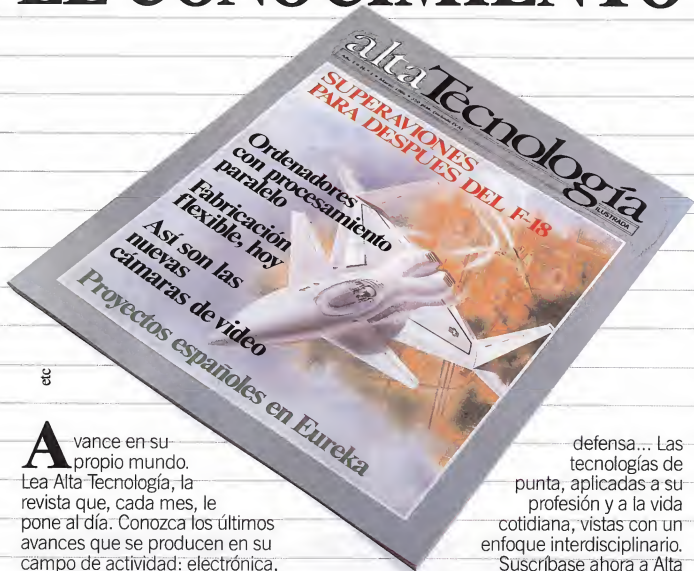 EL CONOCIMIENTO
alta Tecnología
ILUSTRADA
SUPERAVIONES
PARA DESPUES DEL F-18
Ordenadores
con procesamiento
paralelo
Fabricación
flexible, hoy
Así son las
nuevas
cámaras de video
Proyectos españoles en Eureka
etc
Avance en su
propio mundo.
Lea Alta Tecnología, la
revista que, cada mes, le
pone al día. Conozca los últimos
avances que se producen en su
campo de actividad: electrónica,
defensa... Las
tecnologías de
punta, aplicadas a su
profesión y a la vida
cotidiana, vistas con un
enfoque interdisciplinario.
Suscríbase ahora a Alta